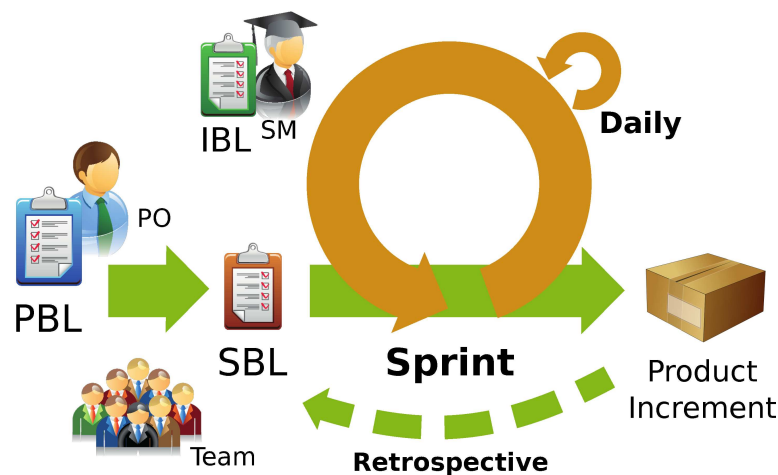 IBL
SM
Daily
PO
PBL
SBL
Sprint
Product
Increment
Team
Retrospective